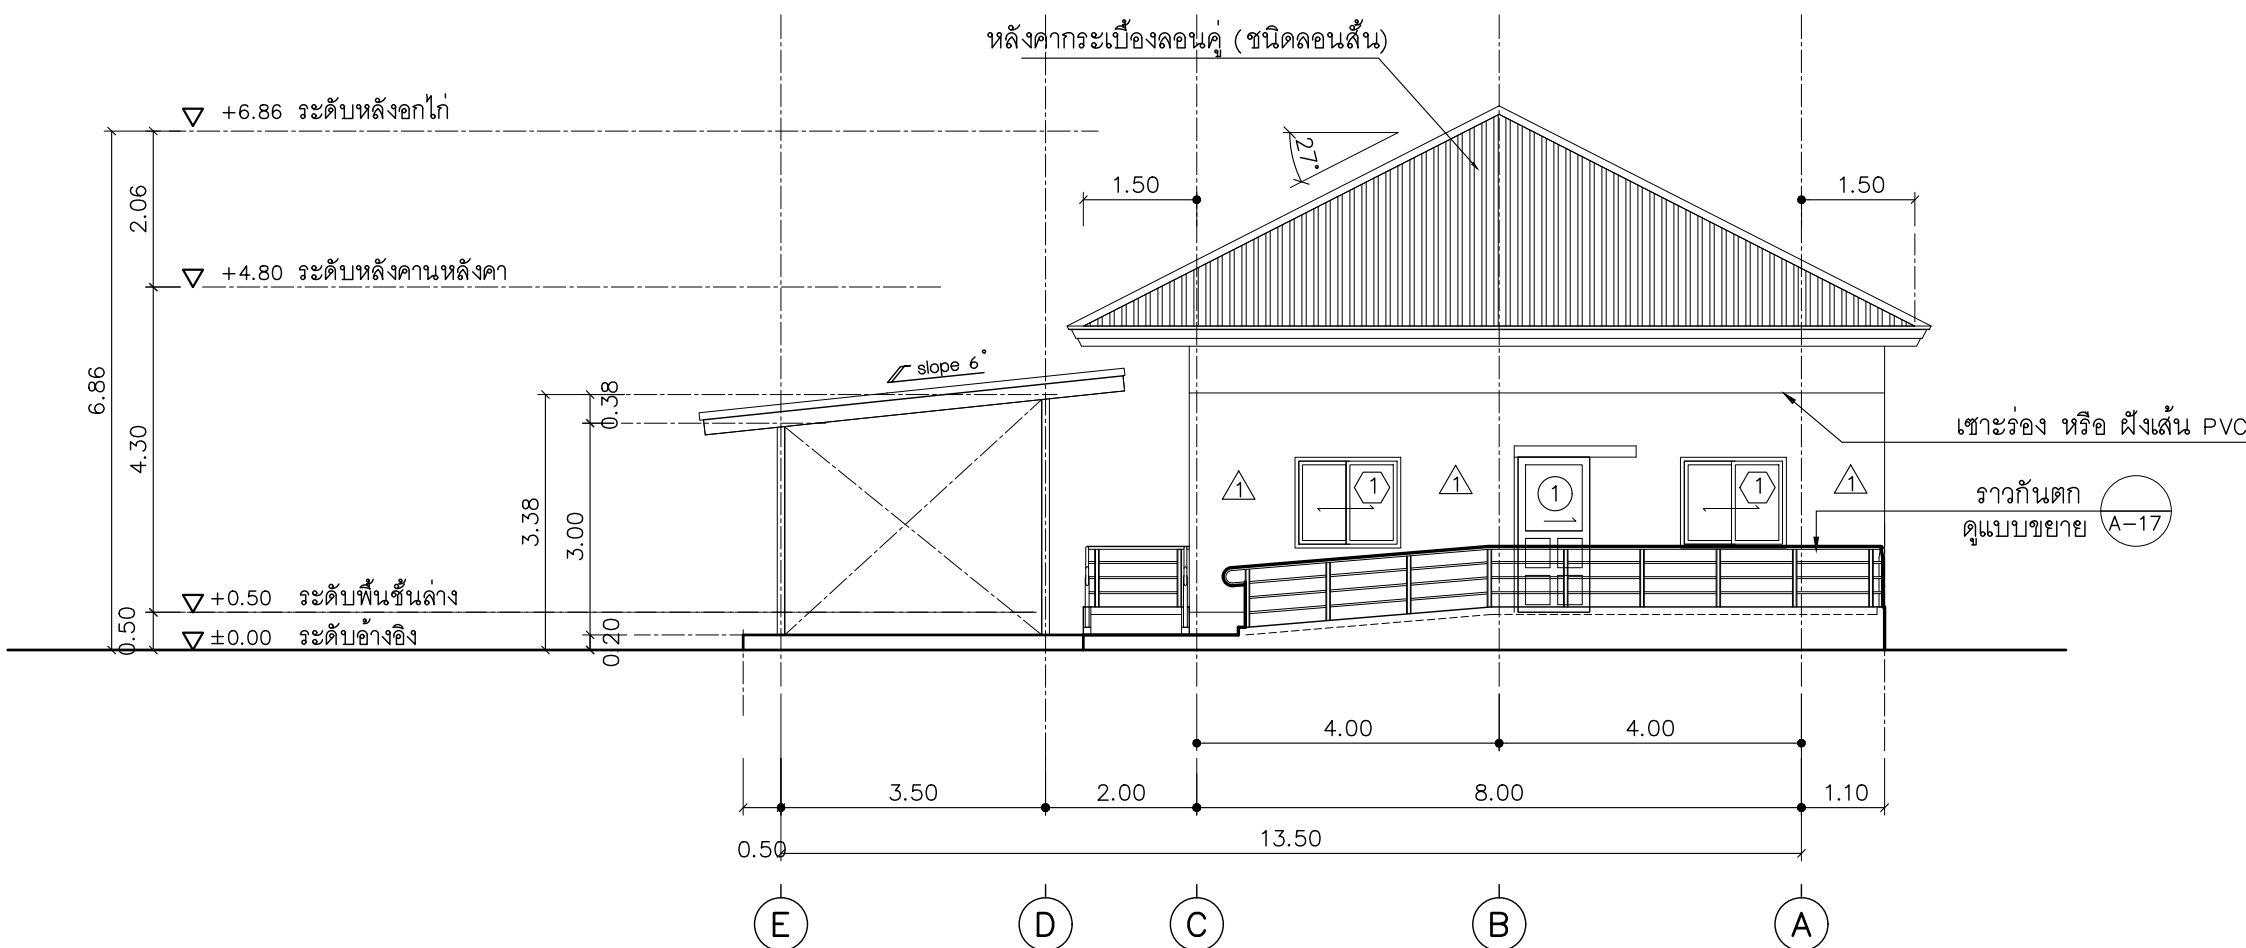 หลังคากระเบื้องลอนคู่ (ชนิดลอนสั้น)
+6.86 ระดับหลังอกไก่
27°
1.50
1.50
2.06
+4.80 ระดับหลังคานหลังคา
slope 6°
6.86
0.38
4.30
เซาะร่อง หรือ ฝังเส้น PVC
1
1
1
1
1
1
ราวกันตก
ดูแบบขยาย
A-17
3.38
3.00
+0.50 ระดับพื้นชั้นล่าง
±0.00 ระดับอ้างอิง
0.50
0.20
4.00
4.00
3.50
2.00
8.00
1.10
0.50
13.50
E
D
C
B
A